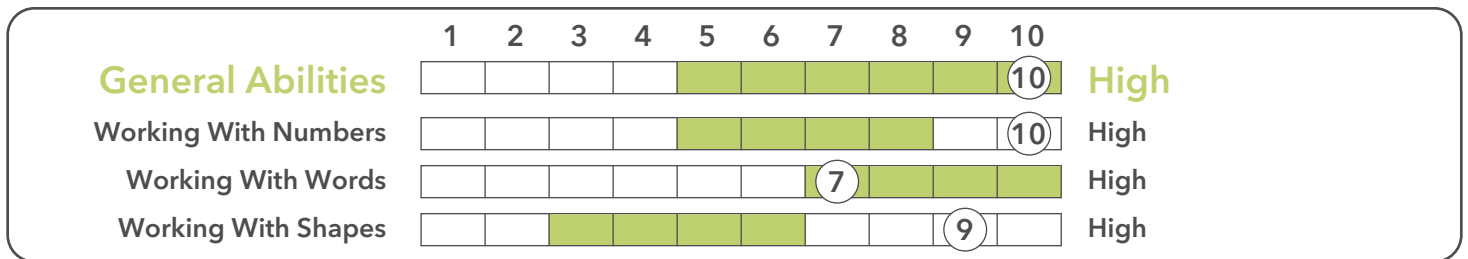 1 2 3 4 5 6 7 8 9 10
General Abilities 10 High
Working With Numbers 10 High
Working With Words 7 High
Working With Shapes 9 High